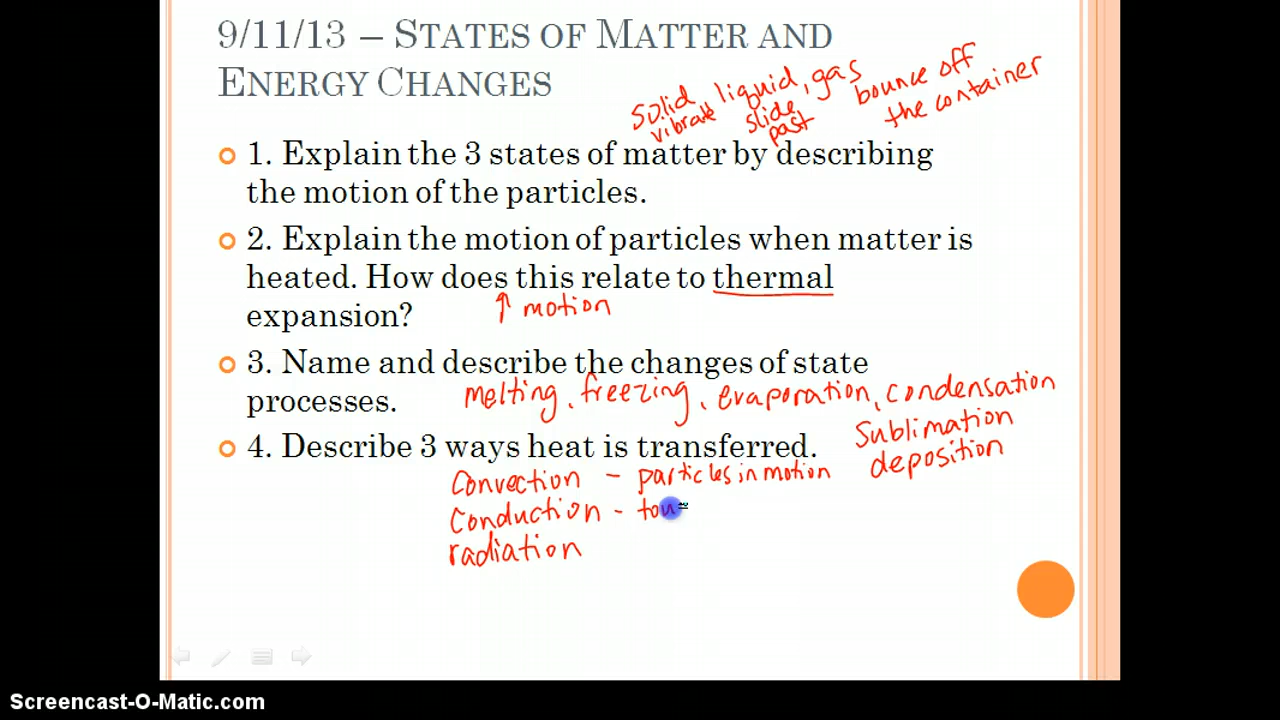 9/11/13 – STATES OF MATTER AND
ENERGY CHANGES
solid liquid, gas bounce off
vibrate slide the container
past
1. Explain the 3 states of matter by describing
the motion of the particles.
2. Explain the motion of particles when matter is
heated. How does this relate to thermal
expansion? ↑ motion
3. Name and describe the changes of state
processes. melting, freezing, evaporation, condensation
4. Describe 3 ways heat is transferred. Sublimation
deposition
Convection - particles in motion
Conduction - tou
radiation
Screencast-O-Matic.com